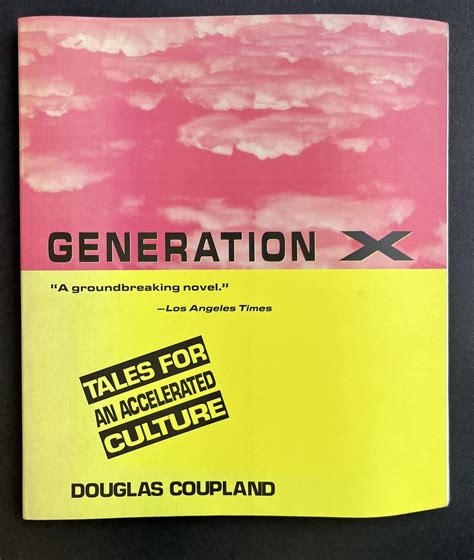 GENERATION X
“A groundbreaking novel.”
—Los Angeles Times
TALES FOR
AN ACCELERATED
CULTURE
DOUGLAS COUPLAND